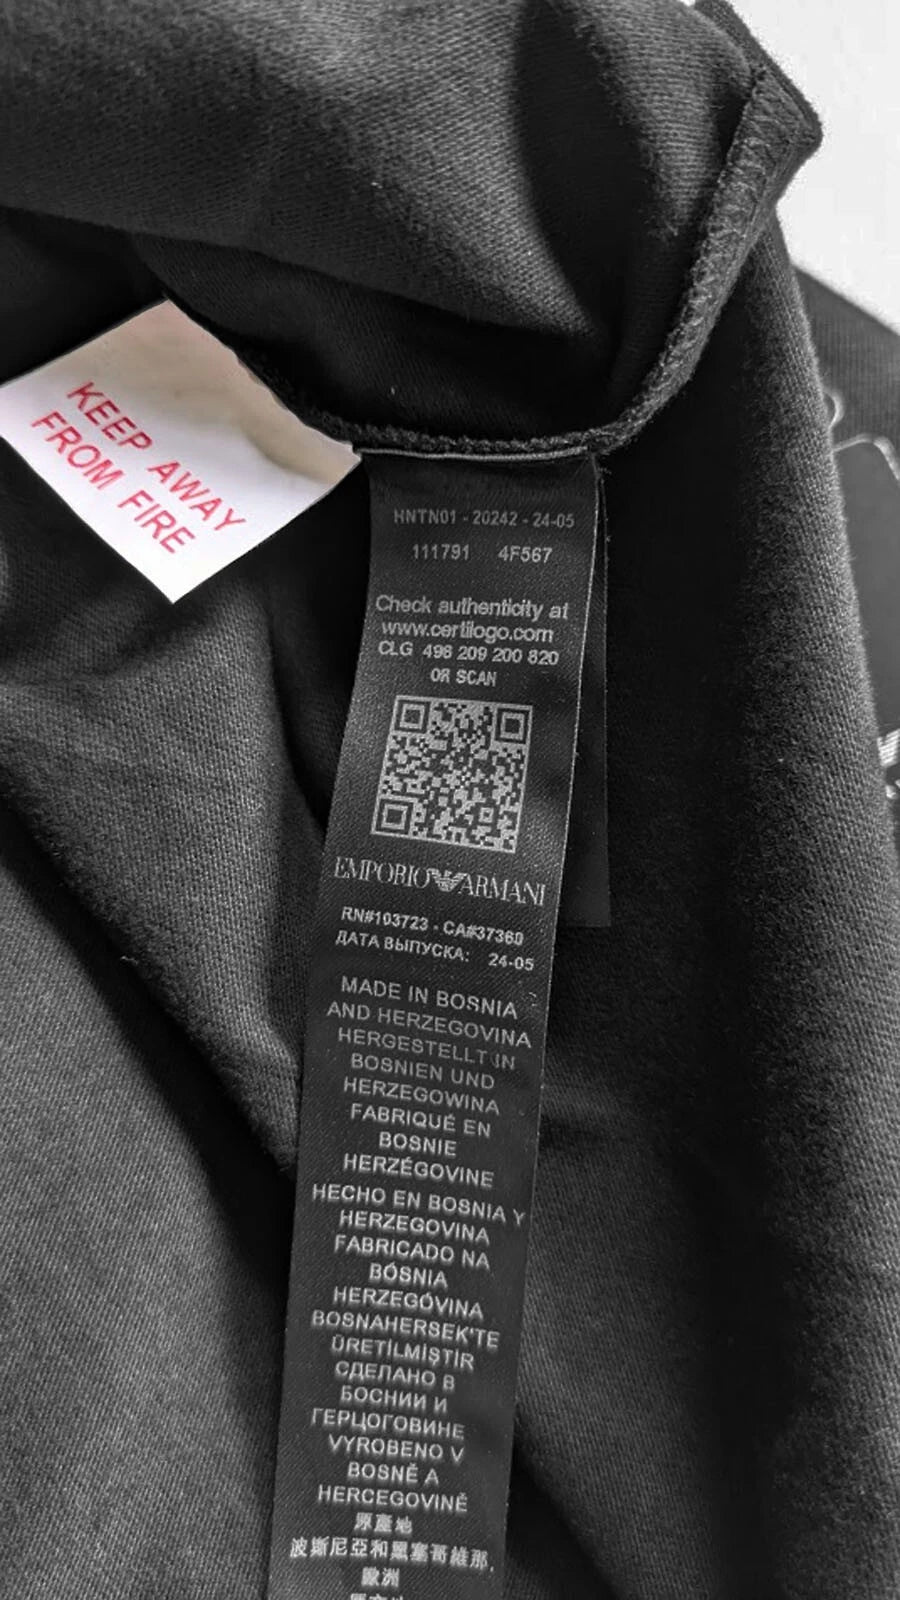 KEEP AWAY
FROM FIRE
HNTN01 - 20242 - 24-05
111791 4F567
Check authenticity at
www.certilogo.com
CLG 498 209 200 820
OR SCAN
EMPORIO ARMANI
RN#103723 - CA#37360
ДАТА ВЫПУСКА: 24-05
MADE IN BOSNIA
AND HERZEGOVINA
HERGESTELLT IN
BOSNIEN UND
HERZEGOWINA
FABRIQUÉ EN
BOSNIE
HERZÉGOVINE
HECHO EN BOSNIA Y
HERZEGOVINA
FABRICADO NA
BÓSNIA
HERZEGÓVINA
BOSNAHERSEK'TE
ÜRETİLMİŞTİR
СДЕЛАНО В
БОСНИИ И
ГЕРЦОГОВИНЕ
VYROBENO V
BOSNĚ A
HERCEGOVINĚ
原產地
波斯尼亞和黑塞哥維那,
歐洲